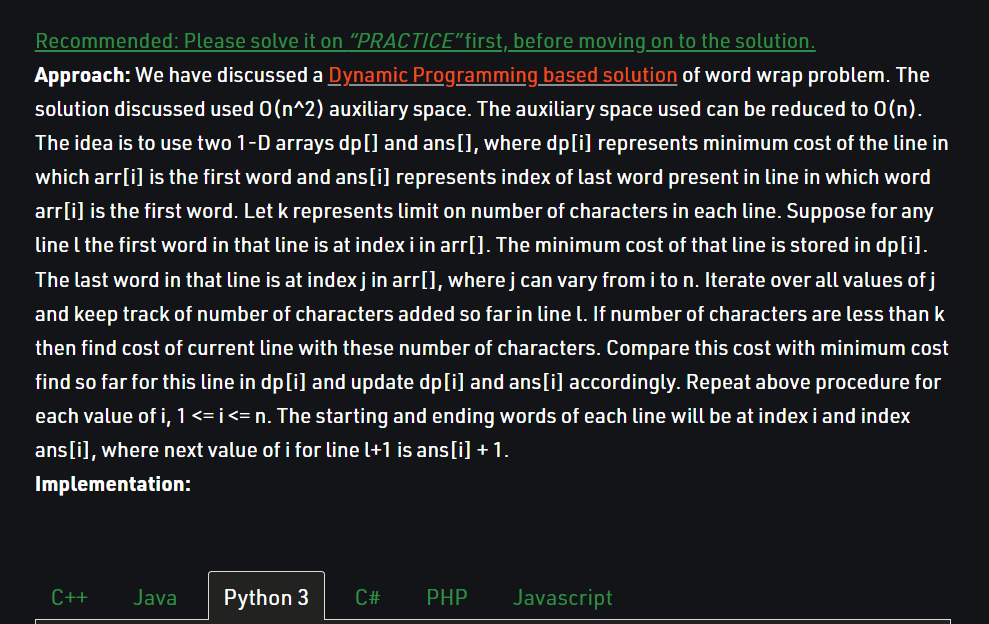 Recommended: Please solve it on “PRACTICE” first, before moving on to the solution.
Approach: We have discussed a Dynamic Programming based solution of word wrap problem. The
solution discussed used O(n^2) auxiliary space. The auxiliary space used can be reduced to O(n).
The idea is to use two 1-D arrays dp[] and ans[], where dp[i] represents minimum cost of the line in
which arr[i] is the first word and ans[i] represents index of last word present in line in which word
arr[i] is the first word. Let k represents limit on number of characters in each line. Suppose for any
line l the first word in that line is at index i in arr[]. The minimum cost of that line is stored in dp[i].
The last word in that line is at index j in arr[], where j can vary from i to n. Iterate over all values of j
and keep track of number of characters added so far in line l. If number of characters are less than k
then find cost of current line with these number of characters. Compare this cost with minimum cost
find so far for this line in dp[i] and update dp[i] and ans[i] accordingly. Repeat above procedure for
each value of i, 1 <= i <= n. The starting and ending words of each line will be at index i and index
ans[i], where next value of i for line l+1 is ans[i] + 1.
Implementation:
C++ Java Python 3 C# PHP Javascript